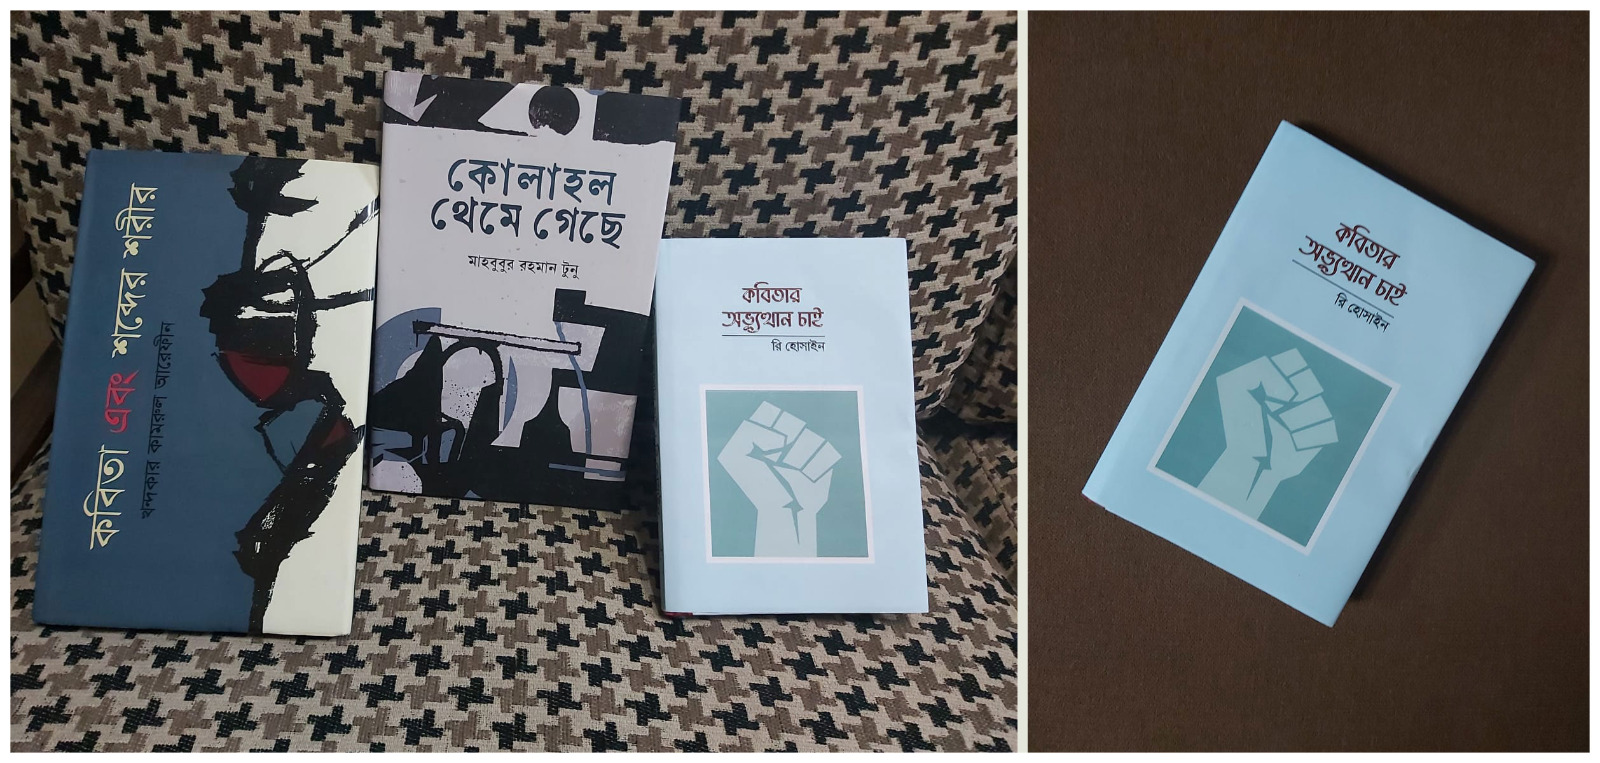 কবিতা এবং শব্দের শরীর
খন্দকার কামরুল আরেফীন
কোলাহল
থেমে গেছে
মাহবুবুর রহমান টুনু
কবিতার
অভ্যুত্থান চাই
রি হোসাইন
কবিতার
অভ্যুত্থান চাই
রি হোসাইন